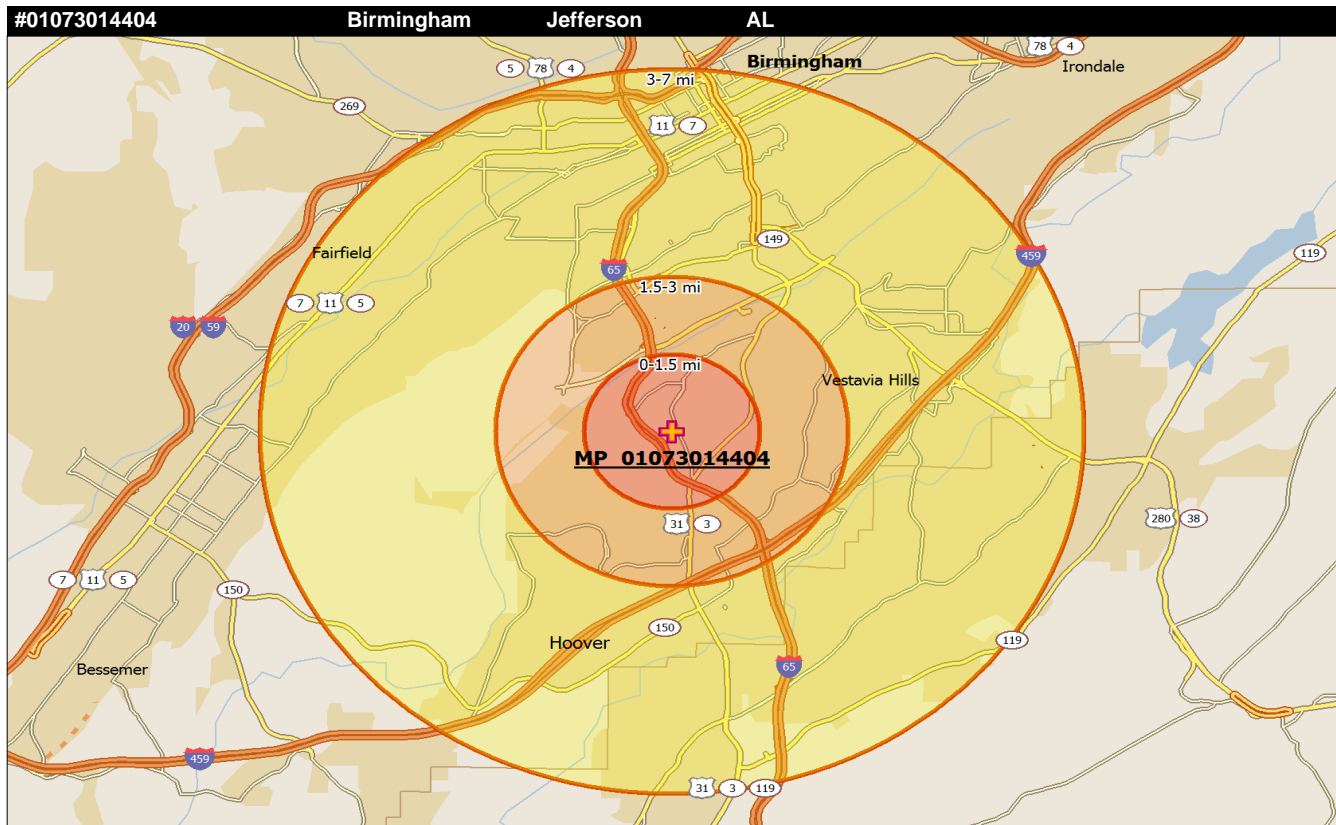 #01073014404 Birmingham Jefferson AL
78 4
Birmingham
5 78 4
Irondale
3-7 mi
269
11 7
149
119
Fairfield
459
65
1.5-3 mi
7 11 5
20 59
0-1.5 mi
Vestavia Hills
MP 01073014404
280 38
31 3
7 11 5
150
150
Hoover
119
65
Bessemer
459
31 3 119